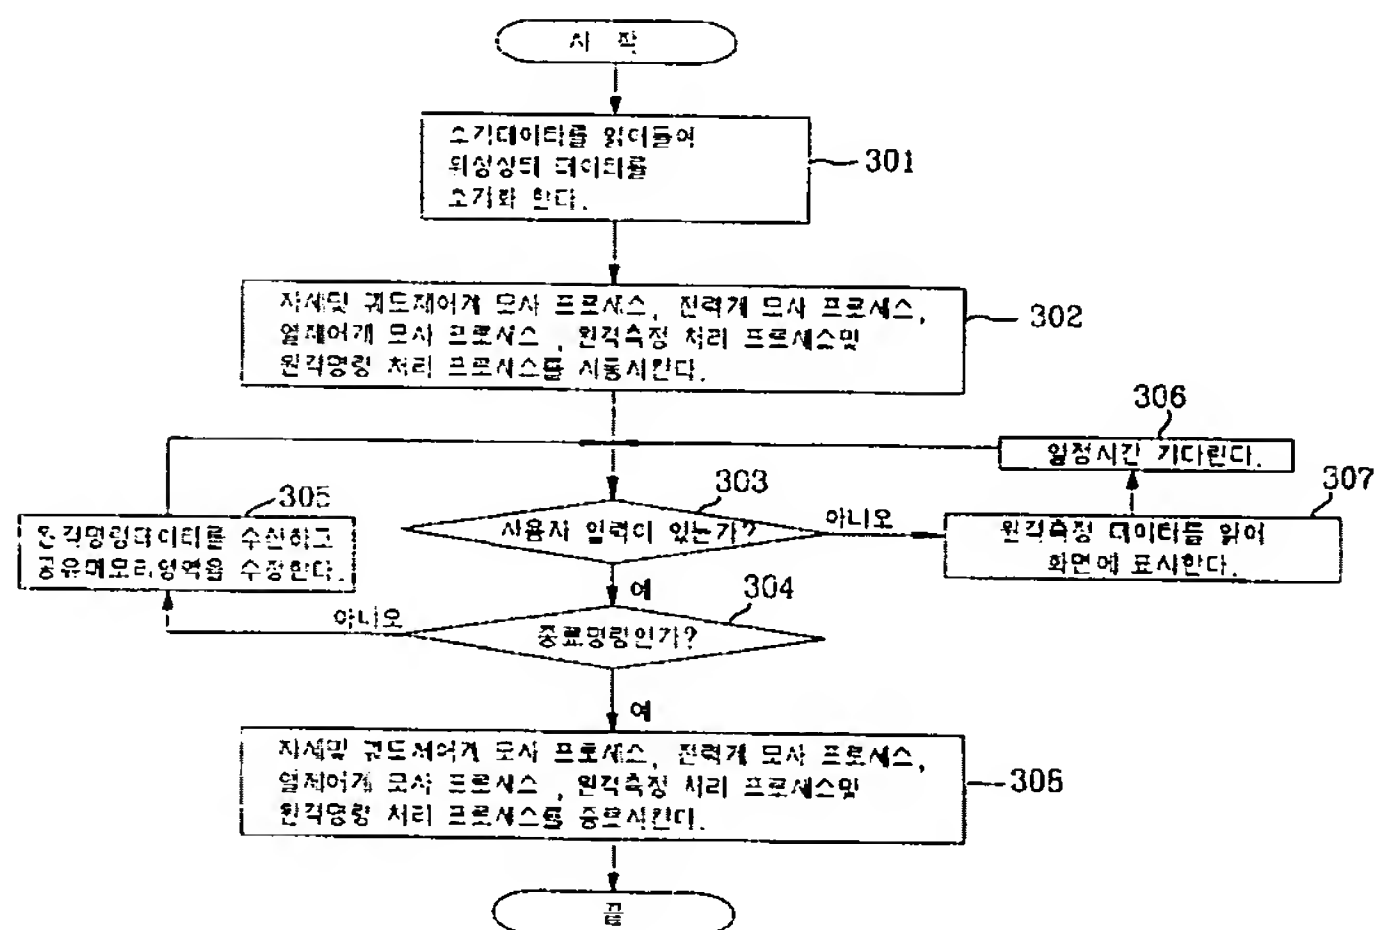 시 작
초기데이터를 읽어들여
위성상태 데이터를
초기화 한다.
301
자세및 궤도제어계 모사 프로세스, 전력계 모사 프로세스,
열제어계 모사 프로세스, 원격측정 처리 프로세스및
원격명령 처리 프로세스를 시동시킨다.
302
306
일정시간 기다린다.
307
303
305
사용자 입력이 있는가?
아니오
원격측정 데이터를 읽어
화면에 표시한다.
원격명령데이터를 수신하고
공유메모리영역을 수정한다.
예
304
아니오
종료명령인가?
예
자세및 궤도제어계 모사 프로세스, 전력계 모사 프로세스,
열제어계 모사 프로세스, 원격측정 처리 프로세스및
원격명령 처리 프로세스를 종료시킨다.
308
끝